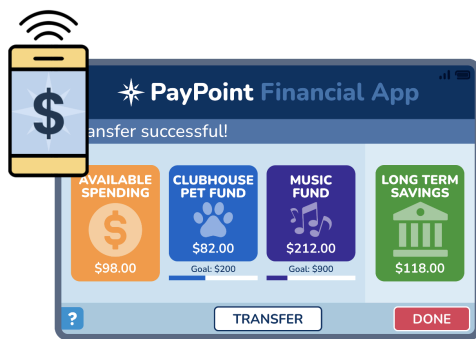 $
PayPoint Financial App
ansfer successful!
AVAILABLE
SPENDING
$
$98.00
CLUBHOUSE
PET FUND
$82.00
Goal: $200
MUSIC
FUND
$212.00
Goal: $900
LONG TERM
SAVINGS
$118.00
?
TRANSFER
DONE